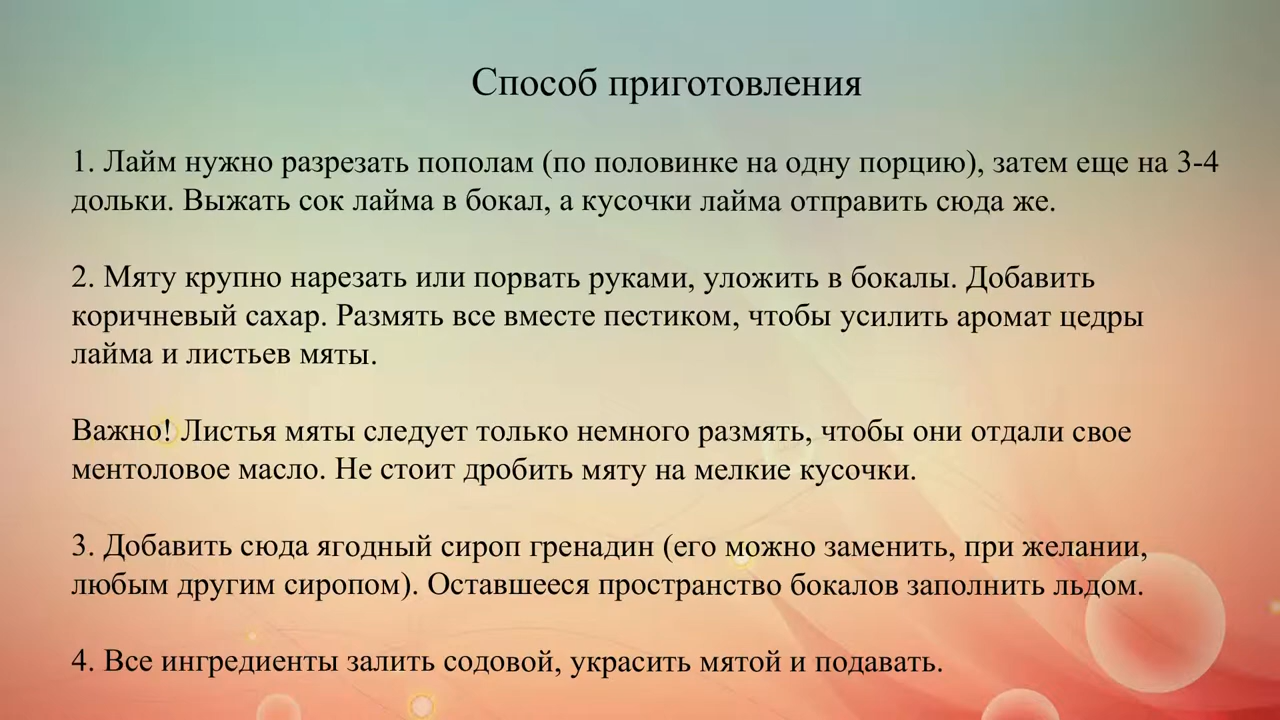 Способ приготовления
1. Лайм нужно разрезать пополам (по половинке на одну порцию), затем еще на 3-4
дольки. Выжать сок лайма в бокал, а кусочки лайма отправить сюда же.
2. Мяту крупно нарезать или порвать руками, уложить в бокалы. Добавить
коричневый сахар. Размять все вместе пестиком, чтобы усилить аромат цедры
лайма и листьев мяты.
Важно! Листья мяты следует только немного размять, чтобы они отдали свое
ментоловое масло. Не стоит дробить мяту на мелкие кусочки.
3. Добавить сюда ягодный сироп гренадин (его можно заменить, при желании,
любым другим сиропом). Оставшееся пространство бокалов заполнить льдом.
4. Все ингредиенты залить содовой, украсить мятой и подавать.